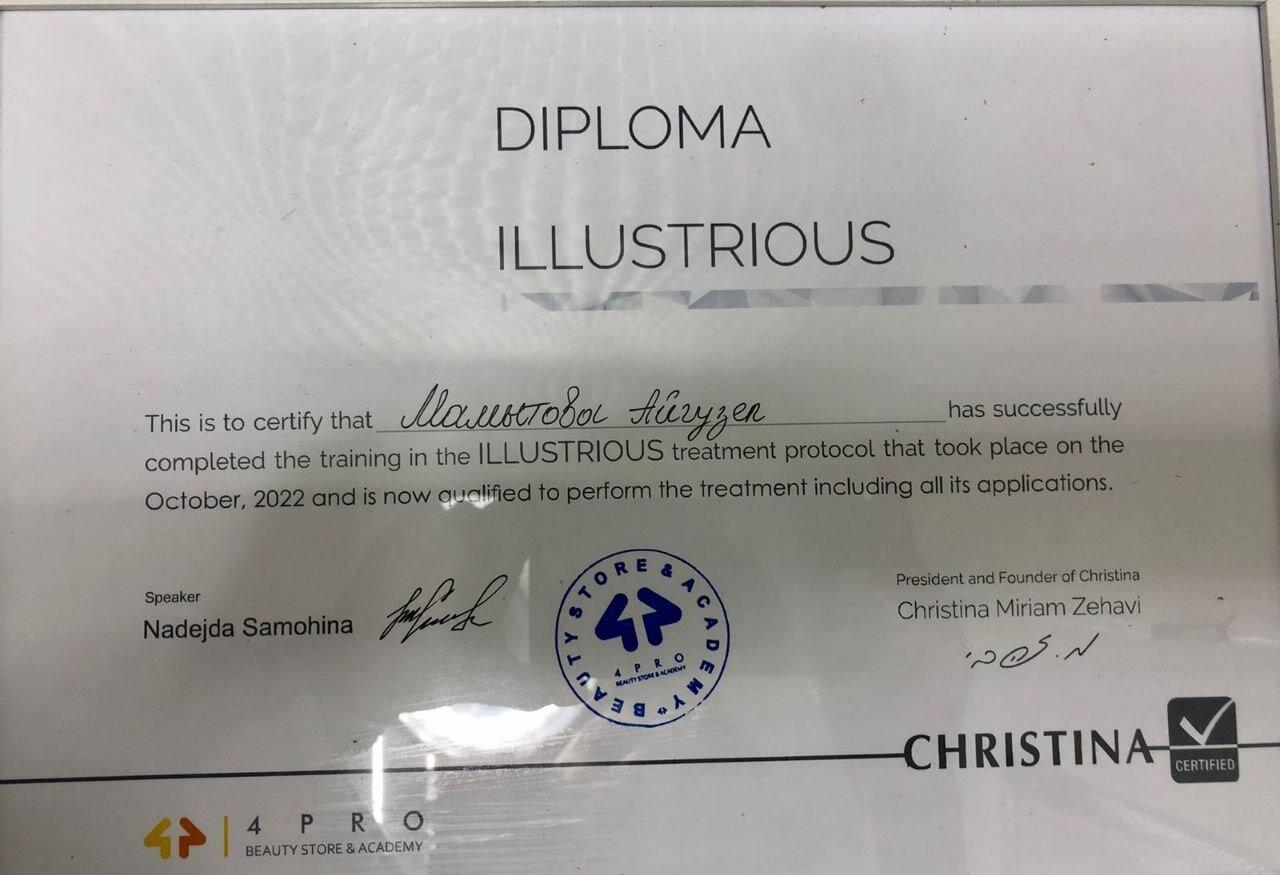 DIPLOMA
ILLUSTRIOUS
This is to certify that Мамытова Айгузел has successfully
completed the training in the ILLUSTRIOUS treatment protocol that took place on the
October, 2022 and is now qualified to perform the treatment including all its applications.
Speaker
Nadejda Samohina
BEAUTY STORE & ACADEMY
4 P R O
BEAUTY STORE & ACADEMY
President and Founder of Christina
Christina Miriam Zehavi
CHRISTINA
CERTIFIED
4 P R O
BEAUTY STORE & ACADEMY